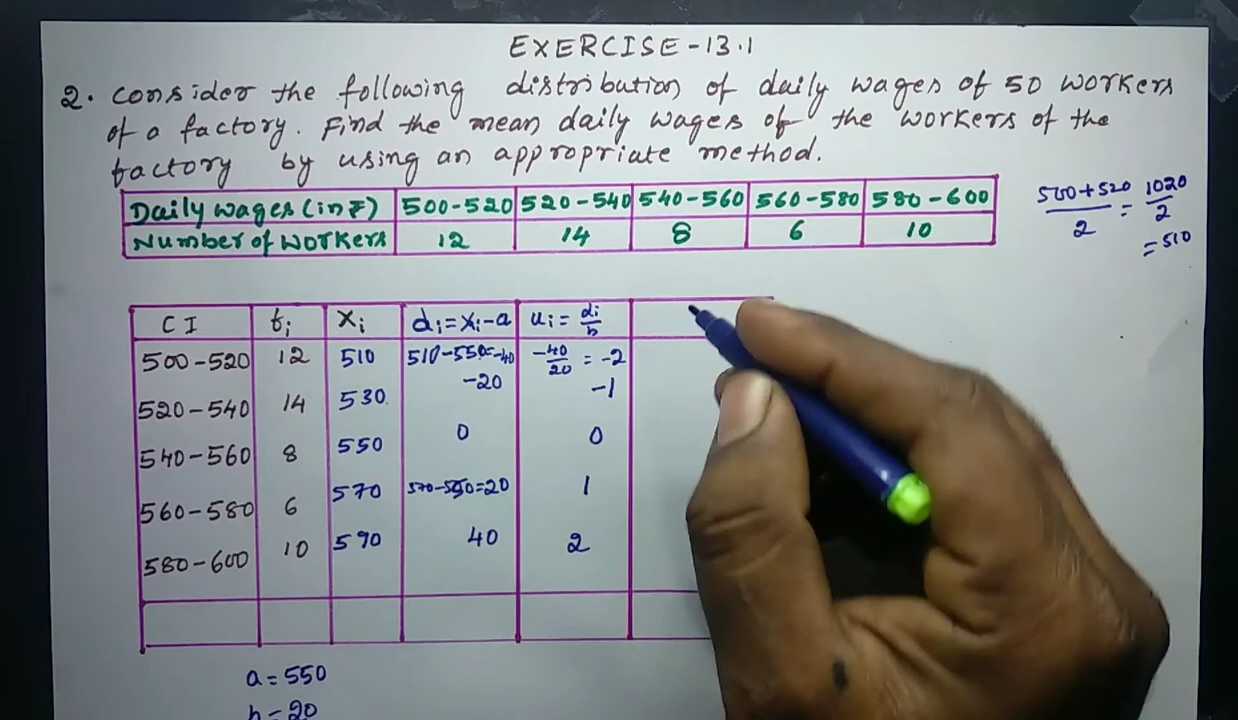 EXERCISE-13.1
2. Consider the following distribution of daily wages of 50 workers
of a factory. Find the mean daily wages of the workers of the
factory by using an appropriate method.
Daily wages (in ₹) 500-520 520-540 540-560 560-580 580-600
Number of workers 12 14 8 6 10
500+520/2 = 1020/2
=510
CI fi xi di=xi-a ui=di/h
500-520 12 510 510-550=-40 -40/20 =-2
520-540 14 530 -20 -1
540-560 8 550 0 0
560-580 6 570 570-550=20 1
580-600 10 590 40 2
a=550
h=20